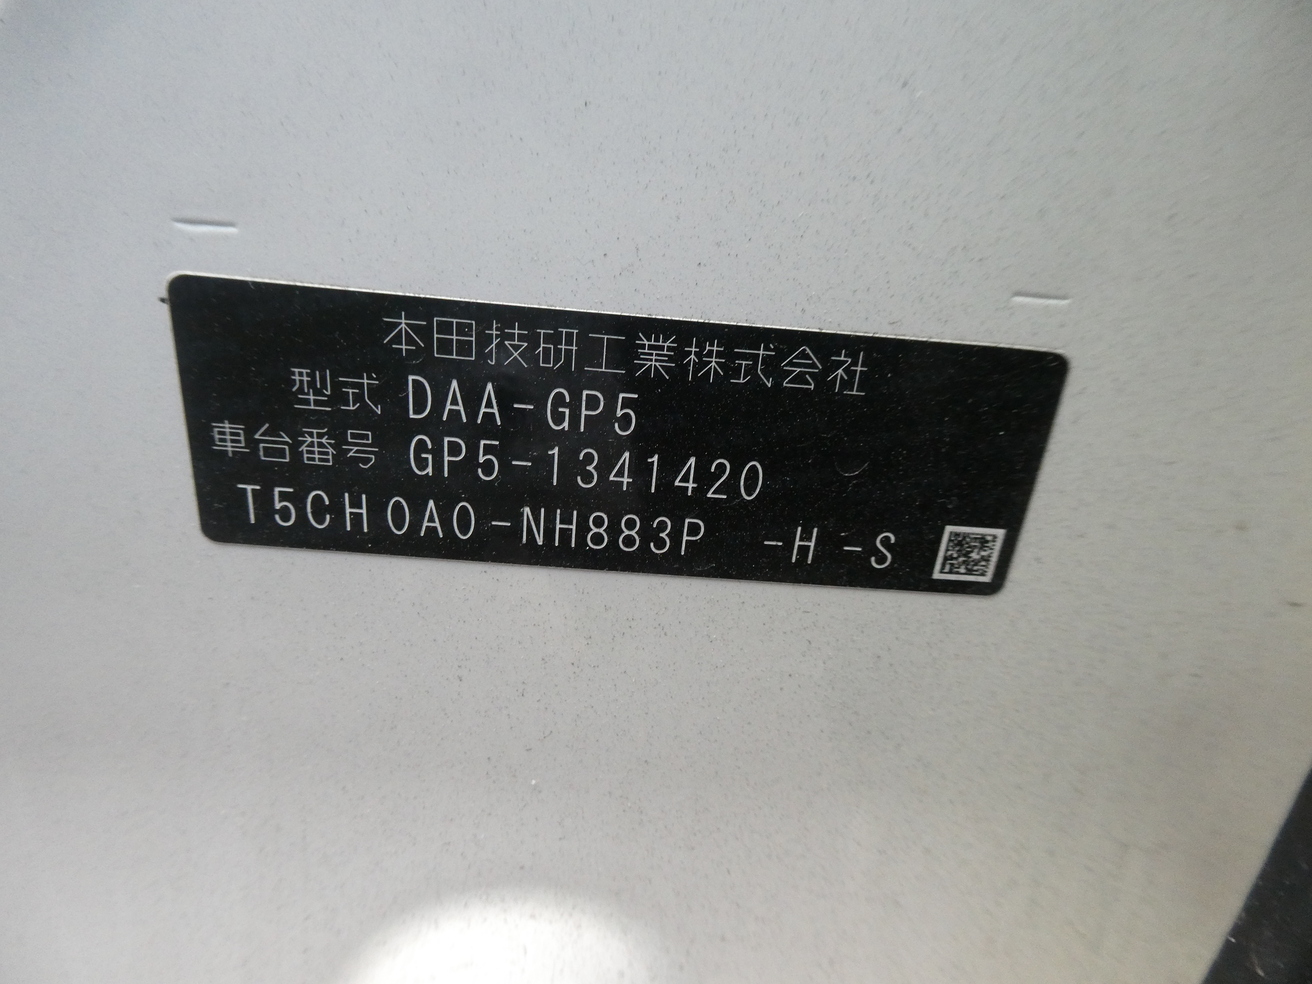 本田技研工業株式会社
型式 DAA-GP5
車台番号 GP5-1341420
T5CH0A0-NH883P -H -S